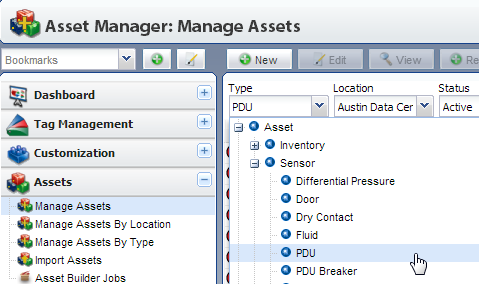 Asset Manager: Manage Assets
Bookmarks
New Edit View Re
Dashboard
Tag Management
Customization
Assets
Manage Assets
Manage Assets By Location
Manage Assets By Type
Import Assets
Asset Builder Jobs
Type Location Status
PDU Austin Data Cer Active
Asset
Inventory
Sensor
Differential Pressure
Door
Dry Contact
Fluid
PDU
PDU Breaker